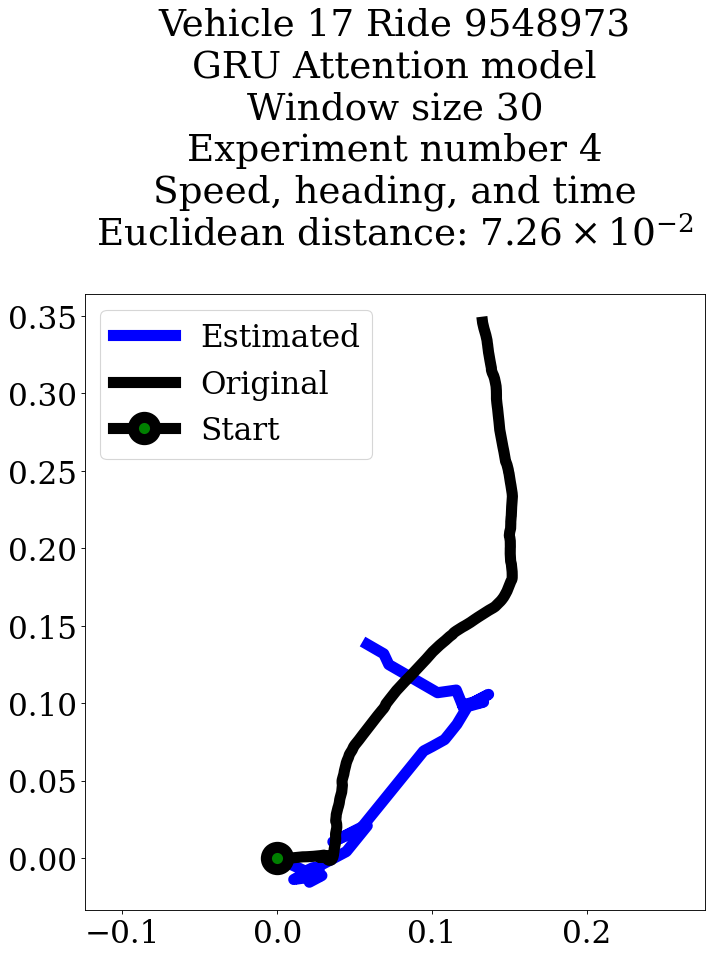 Vehicle 17 Ride 9548973
GRU Attention model
Window size 30
Experiment number 4
Speed, heading, and time
Euclidean distance: 7.26 × 10⁻²
Estimated
Original
Start
0.35
0.30
0.25
0.20
0.15
0.10
0.05
0.00
−0.1 0.0 0.1 0.2